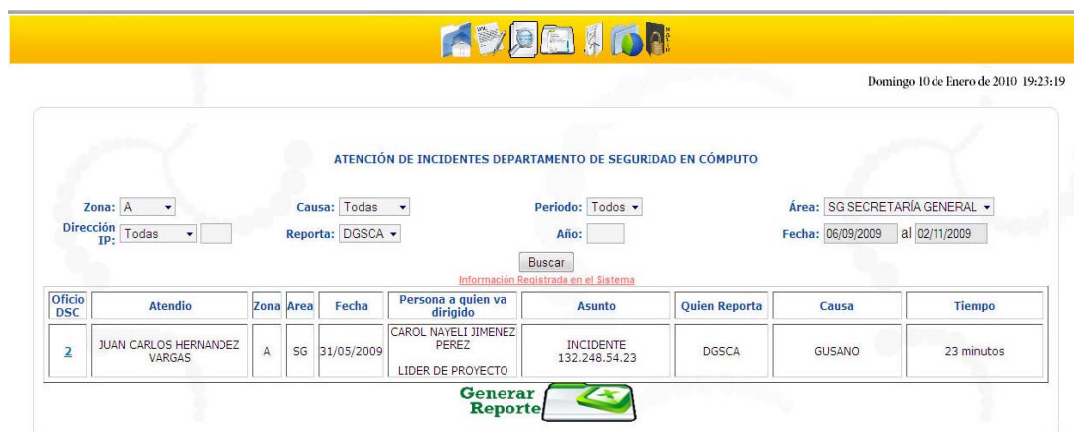 Domingo 10 de Enero de 2010 19:23:19
ATENCIÓN DE INCIDENTES DEPARTAMENTO DE SEGURIDAD EN CÓMPUTO
Zona: A Causa: Todas Periodo: Todos Área: SG SECRETARÍA GENERAL
Dirección IP: Todas Reporta: DGSCA Año: Fecha: 06/09/2009 al 02/11/2009
Buscar
Información Registrada en el Sistema
Oficio DSC Atendio Zona Area Fecha Persona a quien va dirigido Asunto Quien Reporta Causa Tiempo
2 JUAN CARLOS HERNANDEZ VARGAS A SG 31/05/2009 CAROL NAYELI JIMENEZ PEREZ LIDER DE PROYECTO INCIDENTE 132.248.54.23 DGSCA GUSANO 23 minutos
Generar
Reporte